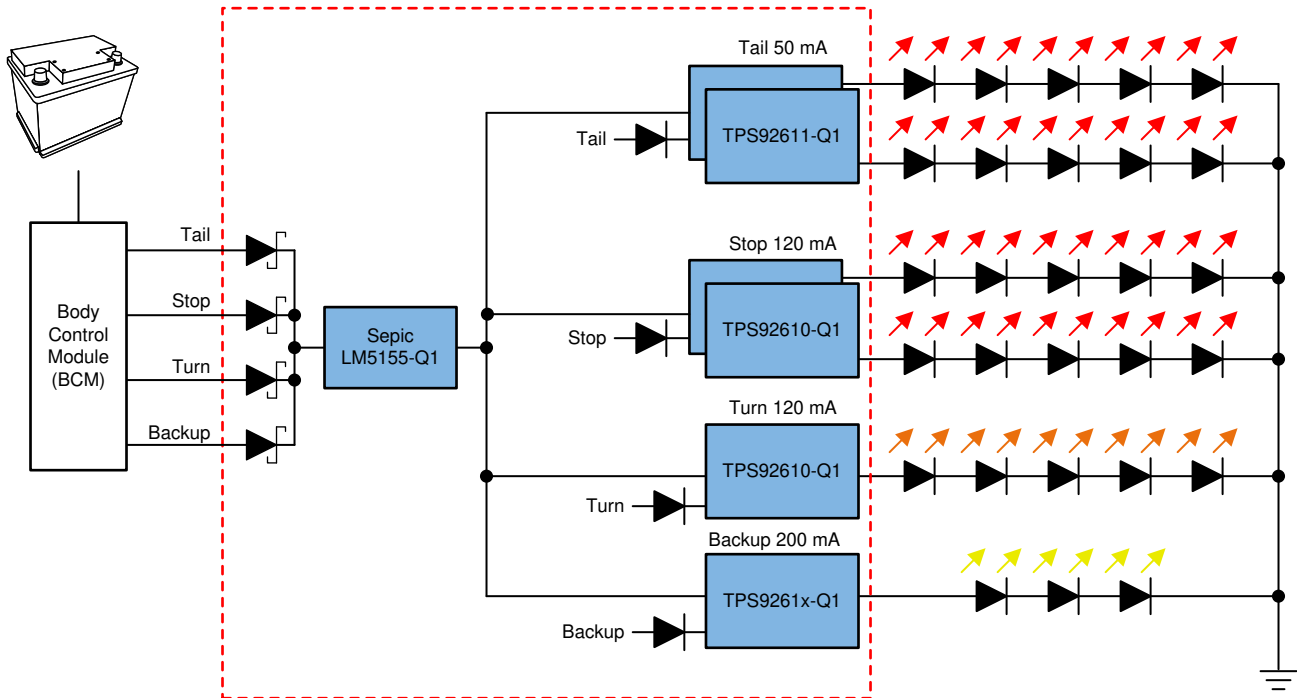 Tail 50 mA
TPS92611-Q1
Tail
Tail
Stop
Turn
Backup
Body
Control
Module
(BCM)
Sepic
LM5155-Q1
Stop 120 mA
TPS92610-Q1
Stop
Turn 120 mA
TPS92610-Q1
Turn
Backup 200 mA
TPS9261x-Q1
Backup